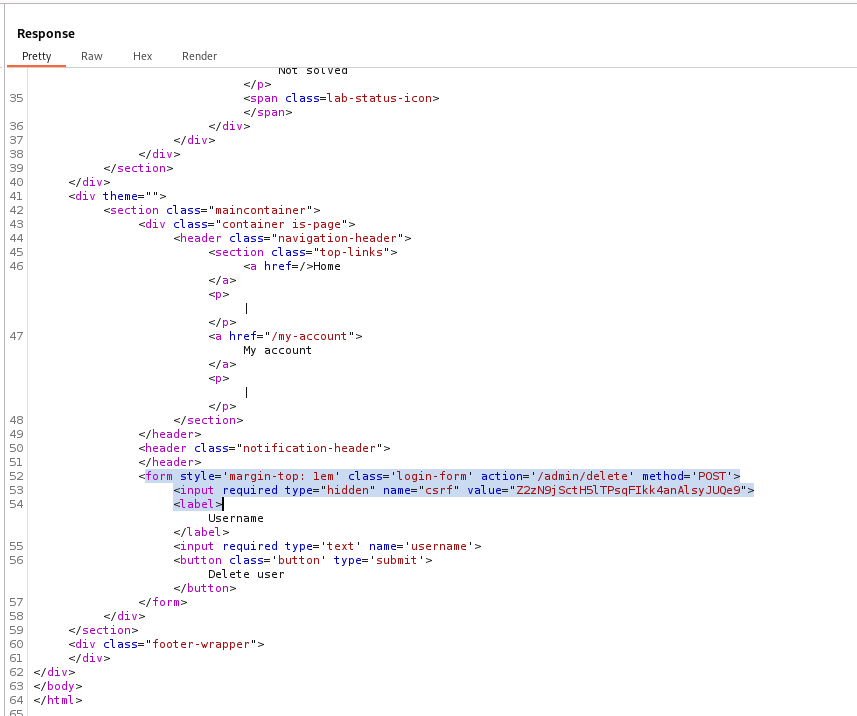 Response
Pretty Raw Hex Render
Not solved
</p>
35 <span class=lab-status-icon>
</span>
36 </div>
37 </div>
38 </div>
39 </section>
40 </div>
41 <div theme="">
42 <section class="maincontainer">
43 <div class="container is-page">
44 <header class="navigation-header">
45 <section class="top-links">
46 <a href=/>Home
</a>
<p>
|
</p>
47 <a href="/my-account">
My account
</a>
<p>
|
</p>
48 </section>
49 </header>
50 <header class="notification-header">
51 </header>
52 <form style='margin-top: 1em' class='login-form' action='/admin/delete' method='POST'>
53 <input required type="hidden" name="csrf" value="Z2zN9jSctH5lTPsqFIkk4anAlsyJUQe9">
54 <label>
Username
</label>
55 <input required type='text' name='username'>
56 <button class='button' type='submit'>
Delete user
</button>
57 </form>
58 </div>
59 </section>
60 <div class="footer-wrapper">
61 </div>
62 </div>
63 </body>
64 </html>
65